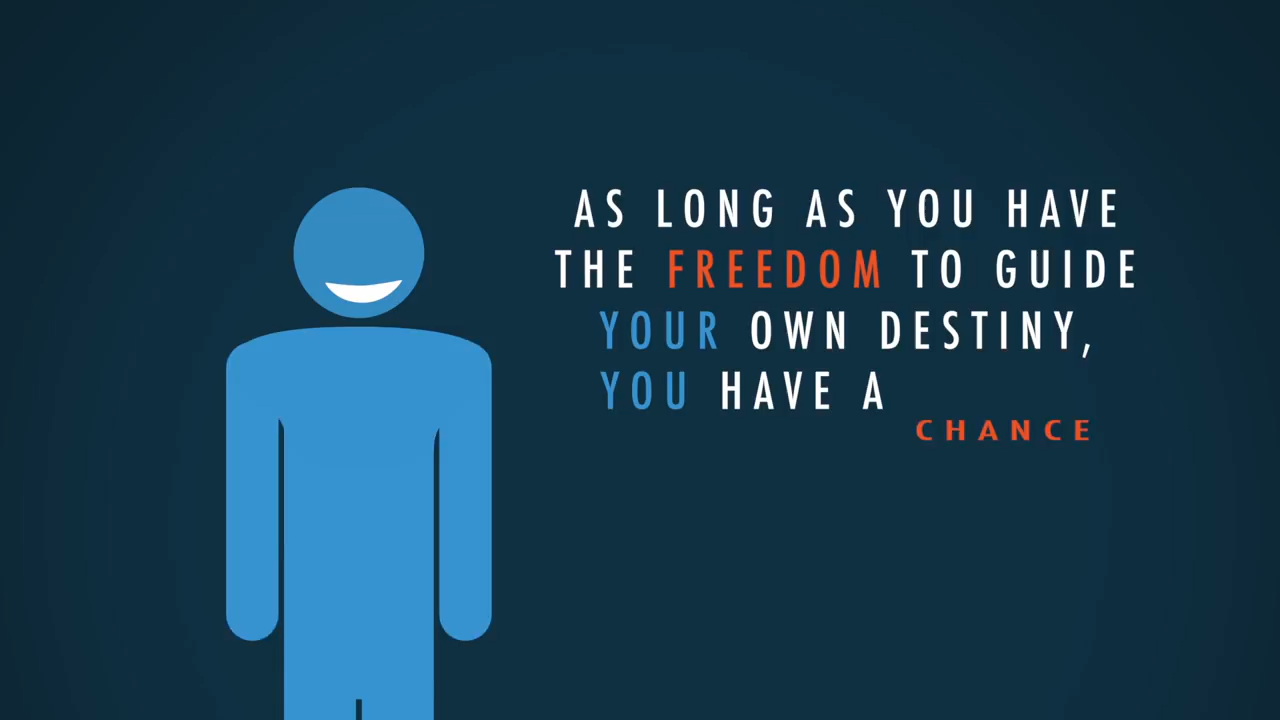 AS LONG AS YOU HAVE
THE FREEDOM TO GUIDE
YOUR OWN DESTINY,
YOU HAVE A
CHANCE